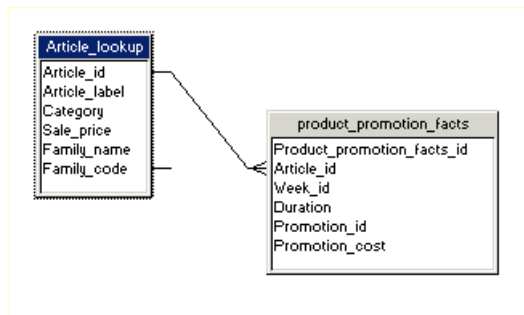 Article_lookup
Article_id
Article_label
Category
Sale_price
Family_name
Family_code
product_promotion_facts
Product_promotion_facts_id
Article_id
Week_id
Duration
Promotion_id
Promotion_cost